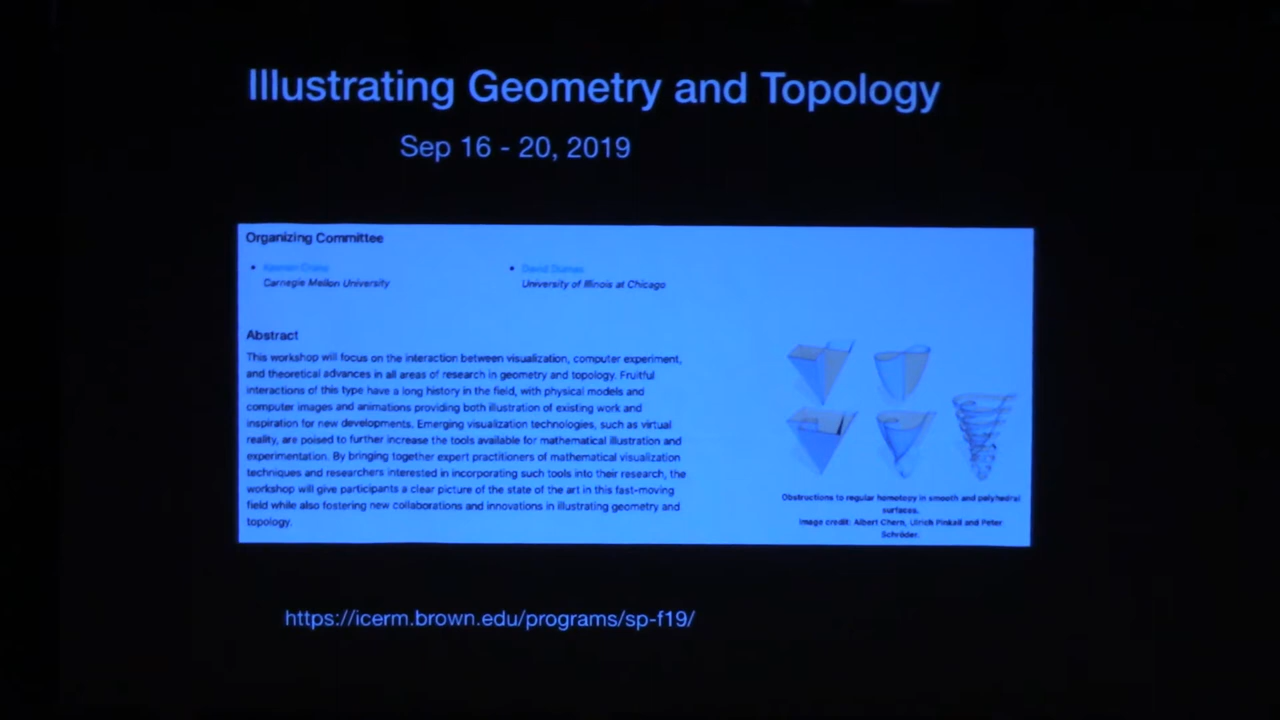 Illustrating Geometry and Topology
Sep 16 - 20, 2019
Organizing Committee
• Keenan Crane
• David Dumas
Carnegie Mellon University
University of Illinois at Chicago
Abstract
This workshop will focus on the interaction between visualization, computer experiment,
and theoretical advances in all areas of research in geometry and topology. Fruitful
interactions of this type have a long history in the field, with physical models and
computer images and animations providing both illustration of existing work and
inspiration for new developments. Emerging visualization technologies, such as virtual
reality, are poised to further increase the tools available for mathematical illustration and
experimentation. By bringing together expert practitioners of mathematical visualization
techniques and researchers interested in incorporating such tools into their research, the
workshop will give participants a clear picture of the state of the art in this fast-moving
field while also fostering new collaborations and innovations in illustrating geometry and
topology.
Obstructions to regular homotopy in smooth and polyhedral
surfaces.
Image credit: Albert Chern, Ulrich Pinkall and Peter
Schröder.
https://icerm.brown.edu/programs/sp-f19/